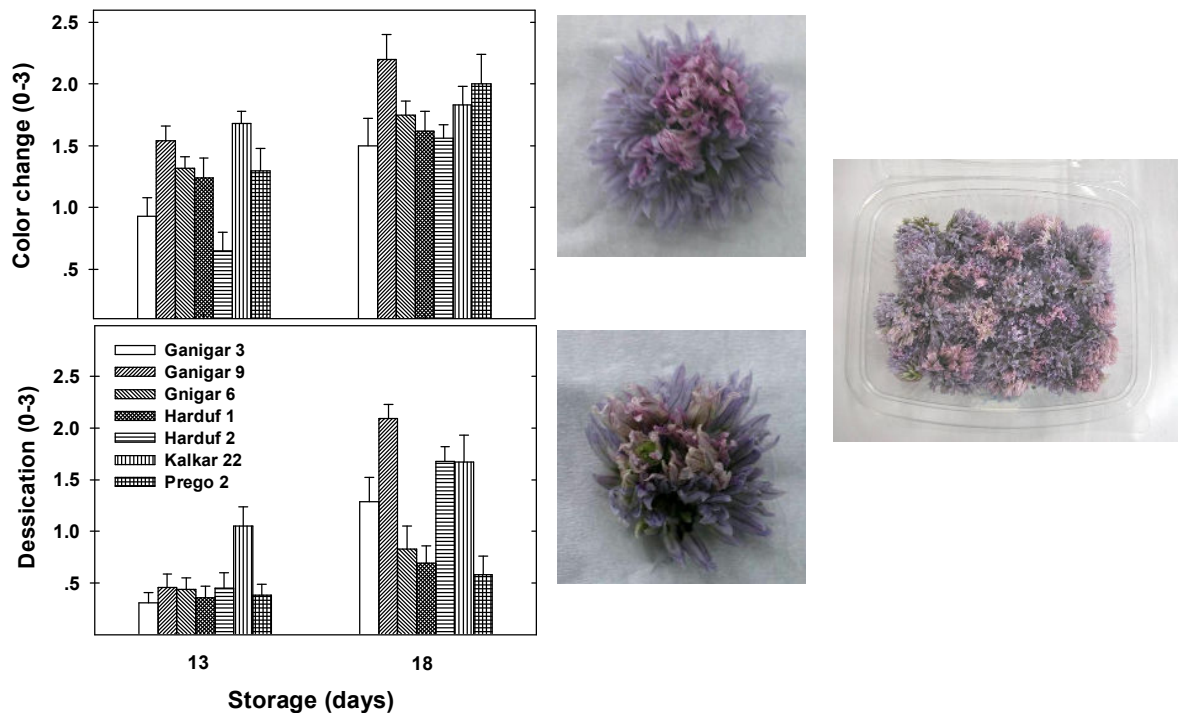 Color change (0-3)
2.5
2.0
1.5
1.0
.5
Dessication (0-3)
2.5
2.0
1.5
1.0
.5
Ganigar 3
Ganigar 9
Gnigar 6
Harduf 1
Harduf 2
Kalkar 22
Prego 2
13 18
Storage (days)